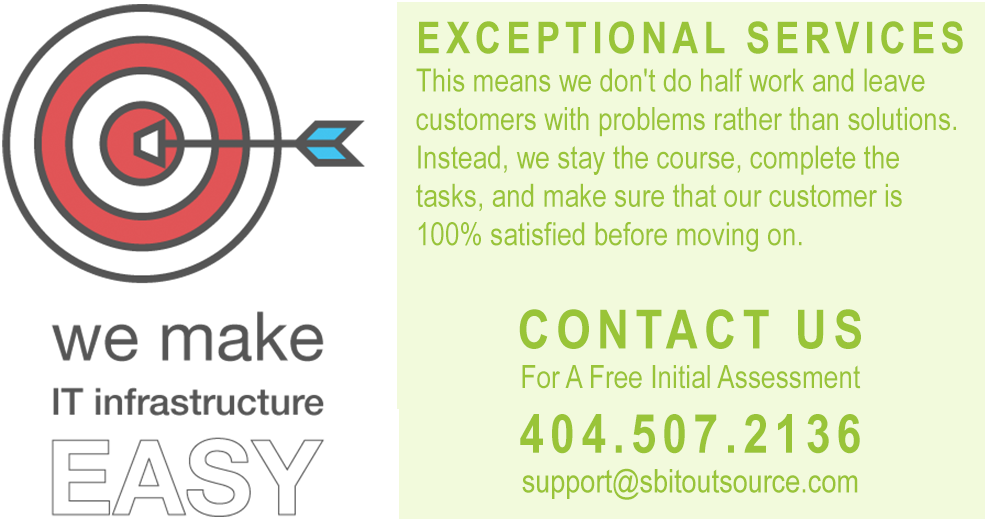 we make
IT infrastructure
EASY
EXCEPTIONAL SERVICES
This means we don't do half work and leave
customers with problems rather than solutions.
Instead, we stay the course, complete the
tasks, and make sure that our customer is
100% satisfied before moving on.
CONTACT US
For A Free Initial Assessment
404.507.2136
support@sbitoutsource.com